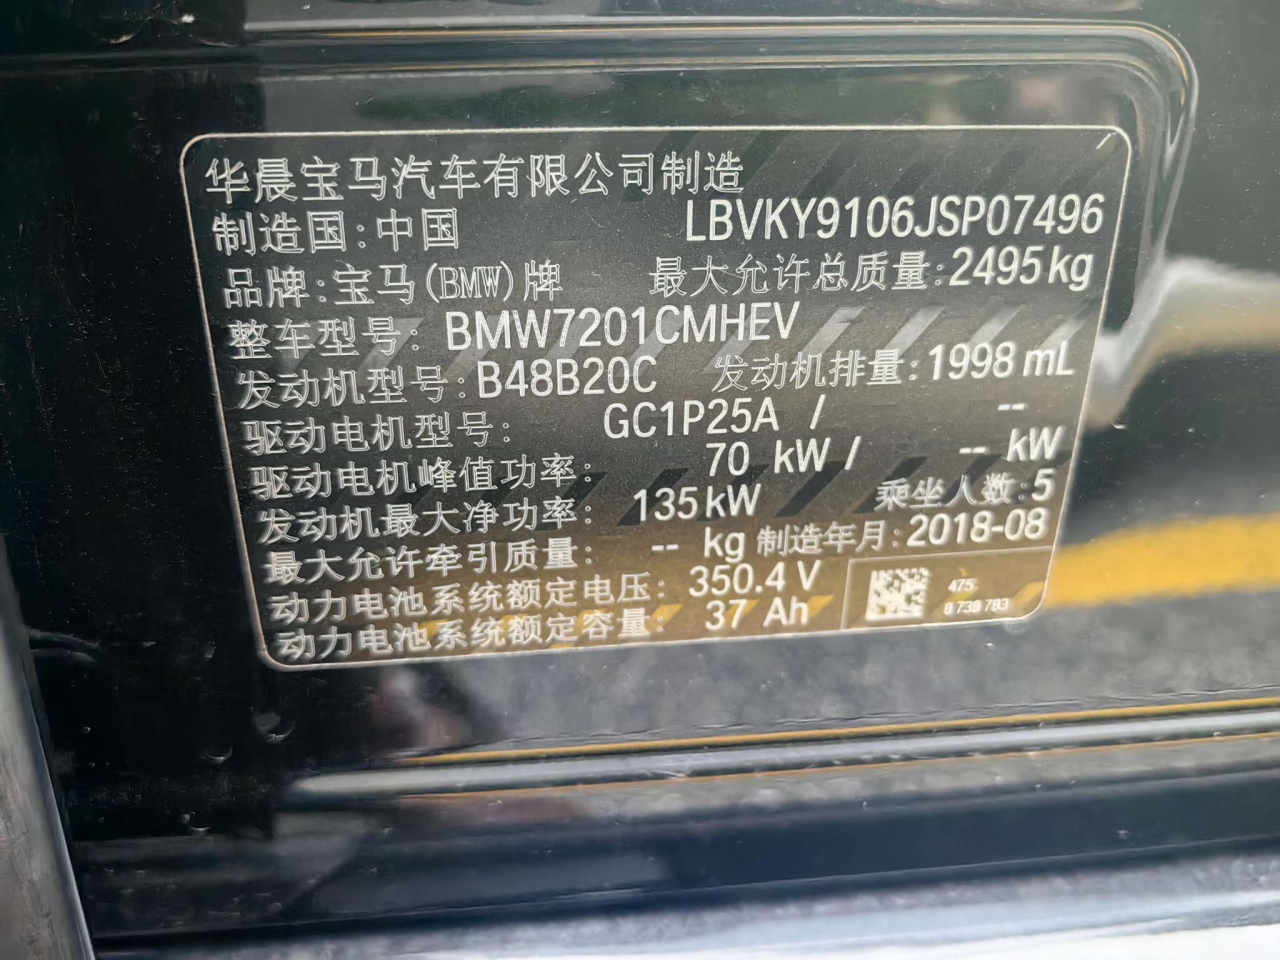 华晨宝马汽车有限公司制造
制造国:中国 LBVKY9106JSP07496
品牌:宝马(BMW)牌 最大允许总质量:2495kg
整车型号: BMW7201CMHEV
发动机型号:B48B20C 发动机排量:1998 mL
驱动电机型号: GC1P25A / --
驱动电机峰值功率: 70 kW / -- kW
发动机最大净功率: 135kW 乘坐人数:5
最大允许牵引质量: -- kg 制造年月:2018-08
动力电池系统额定电压: 350.4 V
动力电池系统额定容量: 37 Ah
475
8 738 783